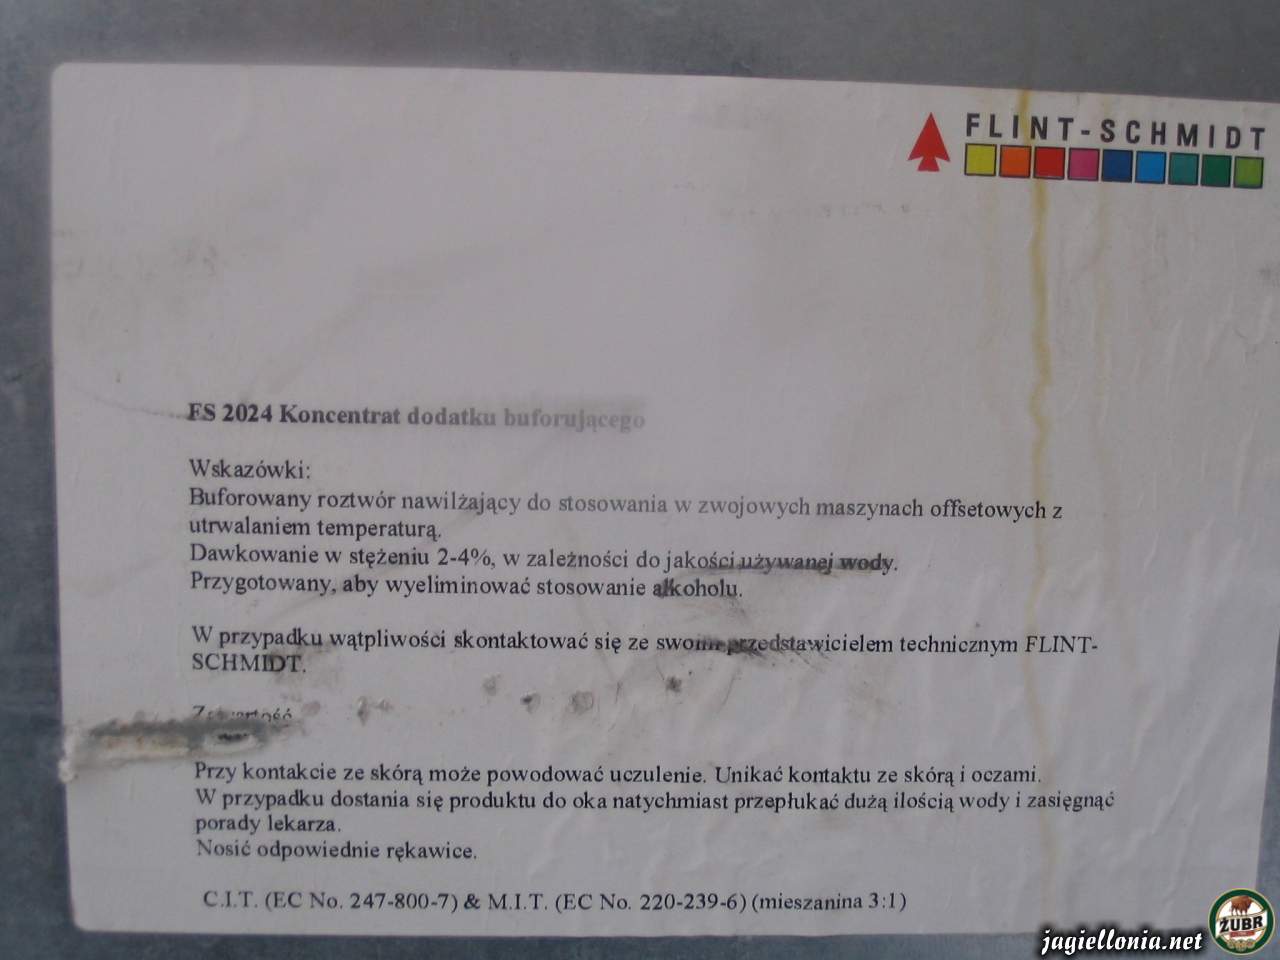 FLINT-SCHMIDT
FS 2024 Koncentrat dodatku buforującego
Wskazówki:
Buforowany roztwór nawilżający do stosowania w zwojowych maszynach offsetowych z
utrwalaniem temperaturą.
Dawkowanie w stężeniu 2-4%, w zależności do jakości używanej wody.
Przygotowany, aby wyeliminować stosowanie alkoholu.
W przypadku wątpliwości skontaktować się ze swoim przedstawicielem technicznym FLINT-
SCHMIDT.
Przy kontakcie ze skórą może powodować uczulenie. Unikać kontaktu ze skórą i oczami.
W przypadku dostania się produktu do oka natychmiast przepłukać dużą ilością wody i zasięgnąć
porady lekarza.
Nosić odpowiednie rękawice.
C.I.T. (EC No. 247-800-7) & M.I.T. (EC No. 220-239-6) (mieszanina 3:1)
jagiellonia.net
ŻUBR